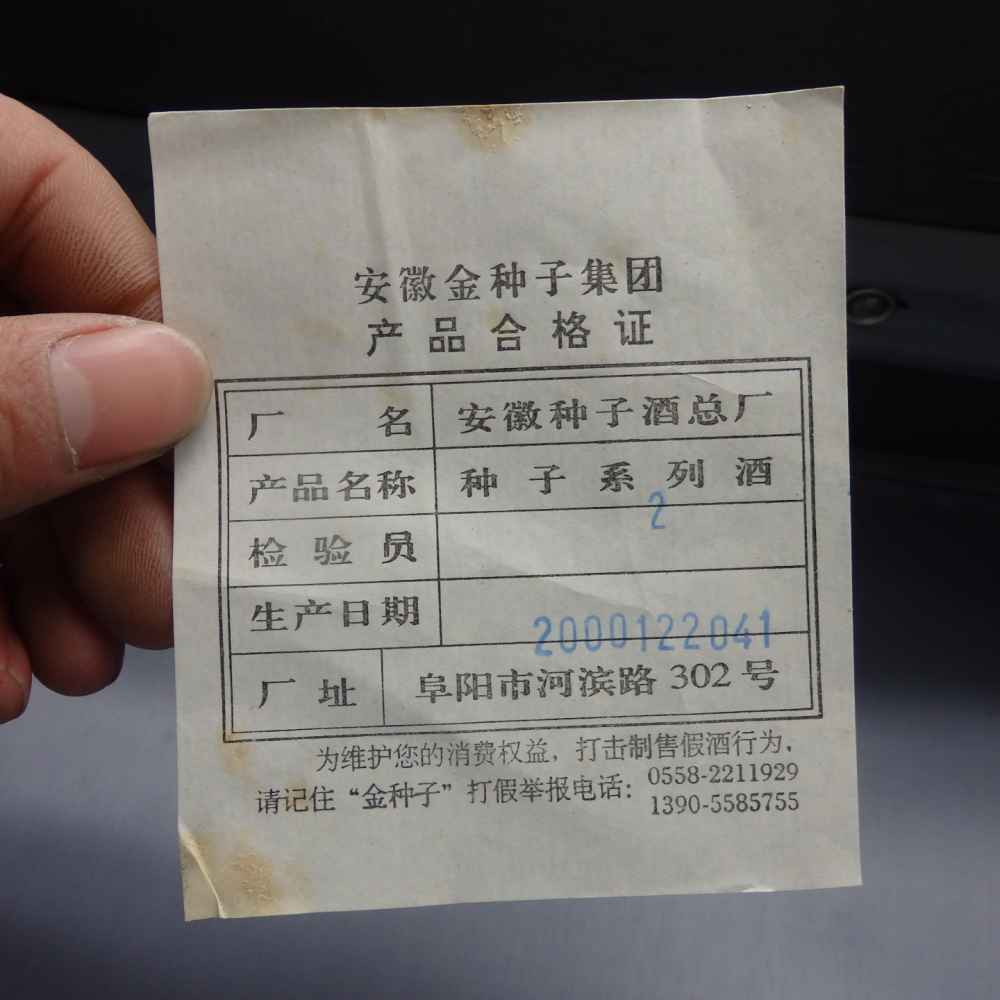 安徽金种子集团
产品合格证
厂名 安徽种子酒总厂
产品名称 种子系列酒
检验员 2
生产日期 2000122041
厂址 阜阳市河滨路302号
为维护您的消费权益，打击制售假酒行为，
请记住“金种子”打假举报电话：0558-2211929
1390-5585755